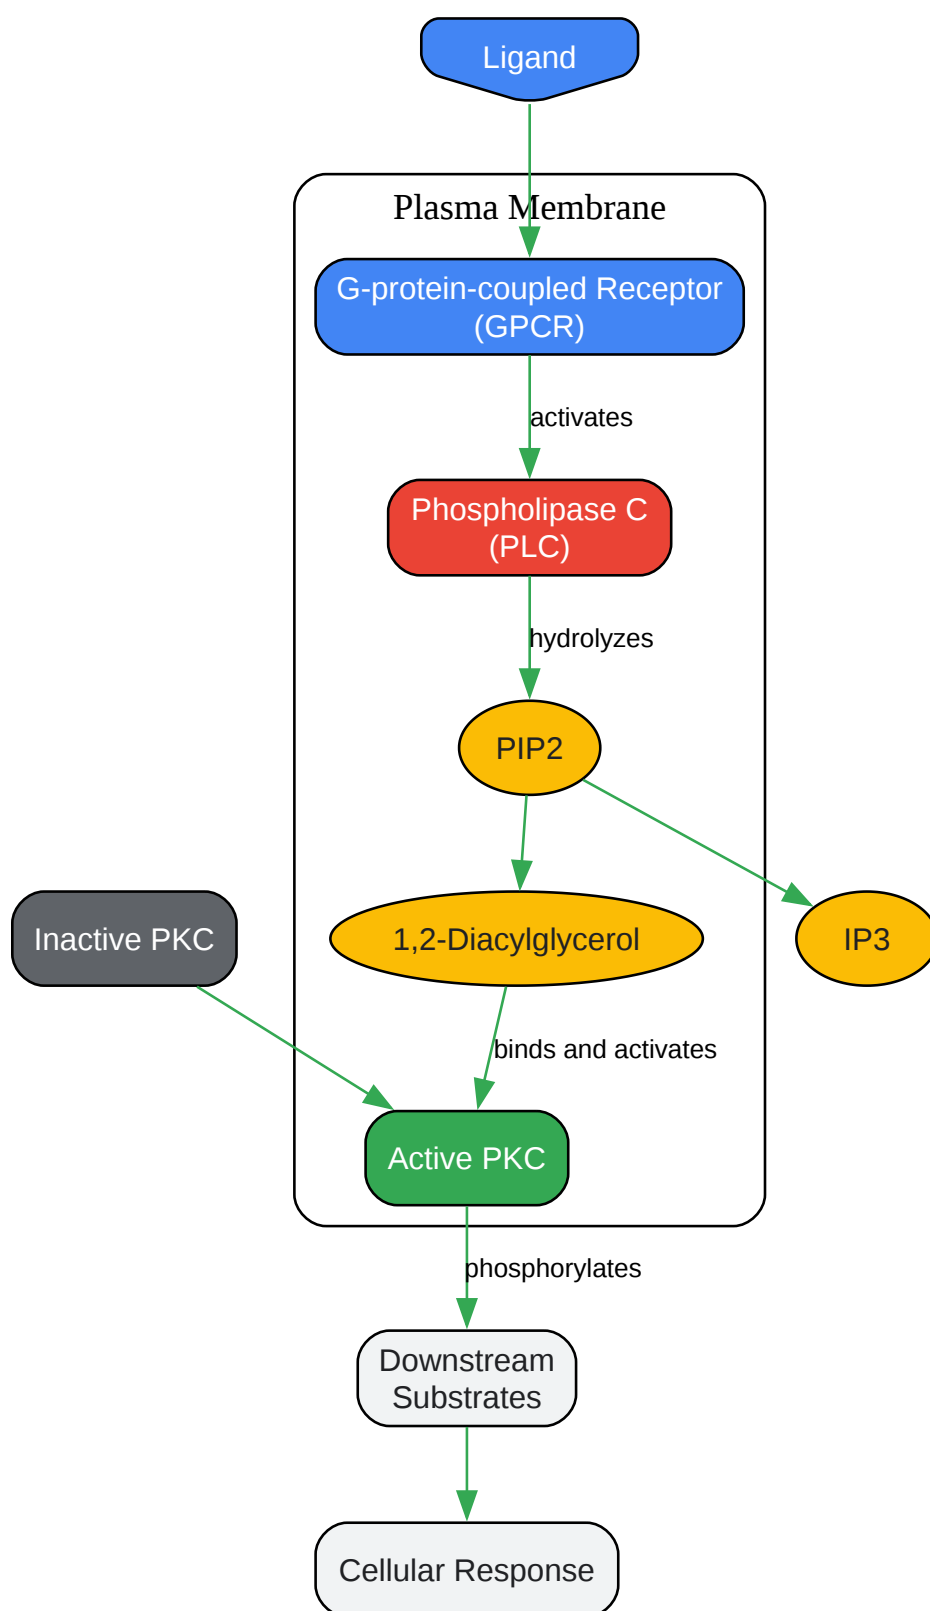 Ligand
Plasma Membrane
G-protein-coupled Receptor
(GPCR)
activates
Phospholipase C
(PLC)
hydrolyzes
PIP2
Inactive PKC
1,2-Diacylglycerol
IP3
binds and activates
Active PKC
phosphorylates
Downstream
Substrates
Cellular Response